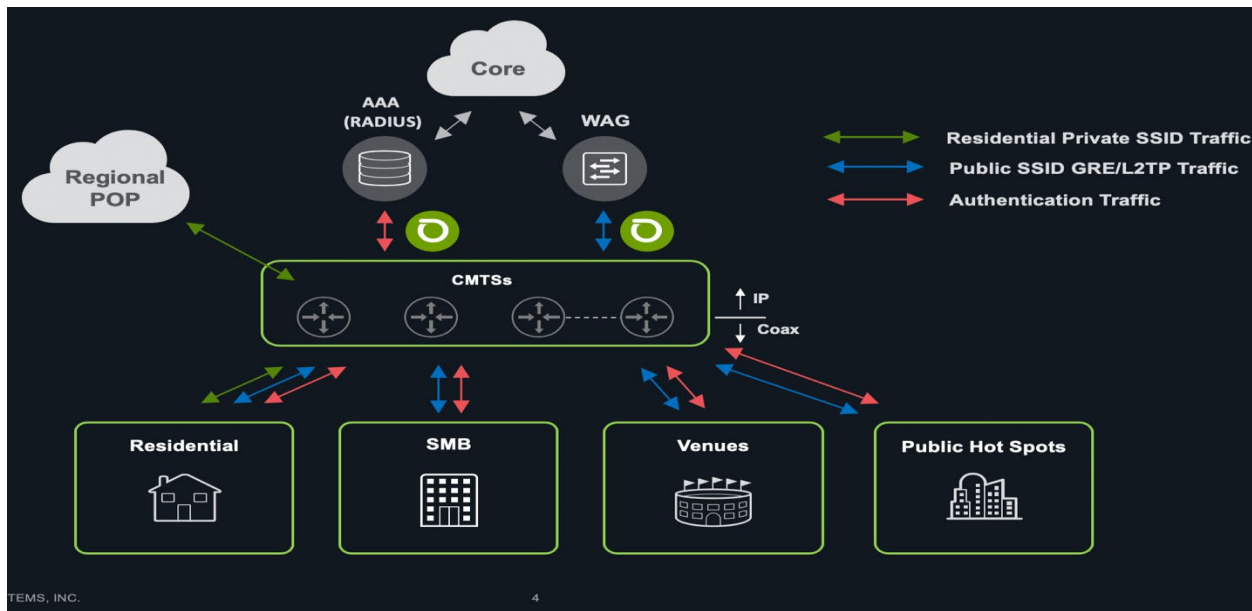 Core
AAA
(RADIUS)
WAG
Regional
POP
Residential Private SSID Traffic
Public SSID GRE/L2TP Traffic
Authentication Traffic
CMTSs
IP
Coax
Residential
SMB
Venues
Public Hot Spots
TEMS, INC.
4